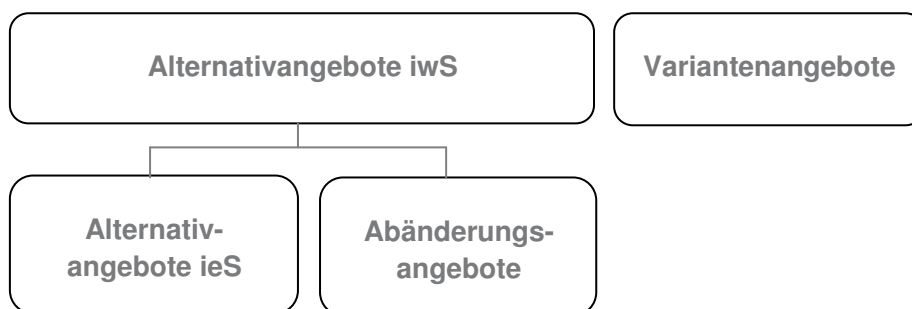 Alternativangebote iwS
Variantenangebote
Alternativ-
angebote ieS
Abänderungs-
angebote